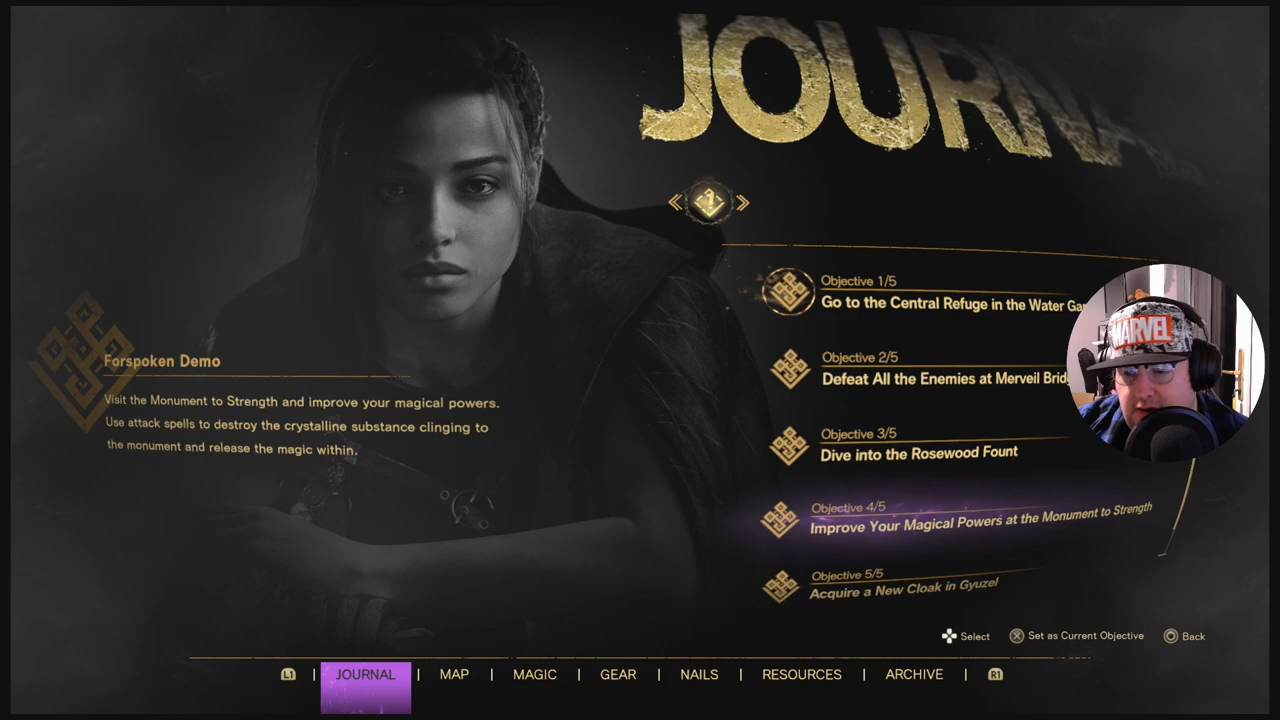 JOURNAL
Objective 1/5
Go to the Central Refuge in the Water
Objective 2/5
Defeat All the Enemies at Merveil
MARVEL
Forspoken Demo
Visit the Monument to Strength and improve your magical powers.
Use attack spells to destroy the crystalline substance clinging to
the monument and release the magic within.
Objective 3/5
Dive into the Rosewood Fount
Objective 4/5
Improve Your Magical Powers at the Monument to Strength
Objective 5/5
Acquire a New Cloak in Gyuzel
Select
Set as Current Objective
Back
L1 | JOURNAL | MAP | MAGIC | GEAR | NAILS | RESOURCES | ARCHIVE | R1